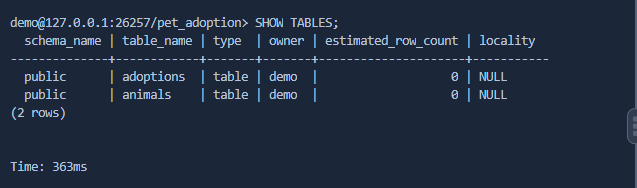 demo@127.0.0.1:26257/pet_adoption> SHOW TABLES;
  schema_name | table_name | type  | owner | estimated_row_count | locality
--------------+------------+-------+-------+---------------------+-----------
  public      | adoptions  | table | demo  |                   0 | NULL
  public      | animals    | table | demo  |                   0 | NULL
(2 rows)
Time: 363ms